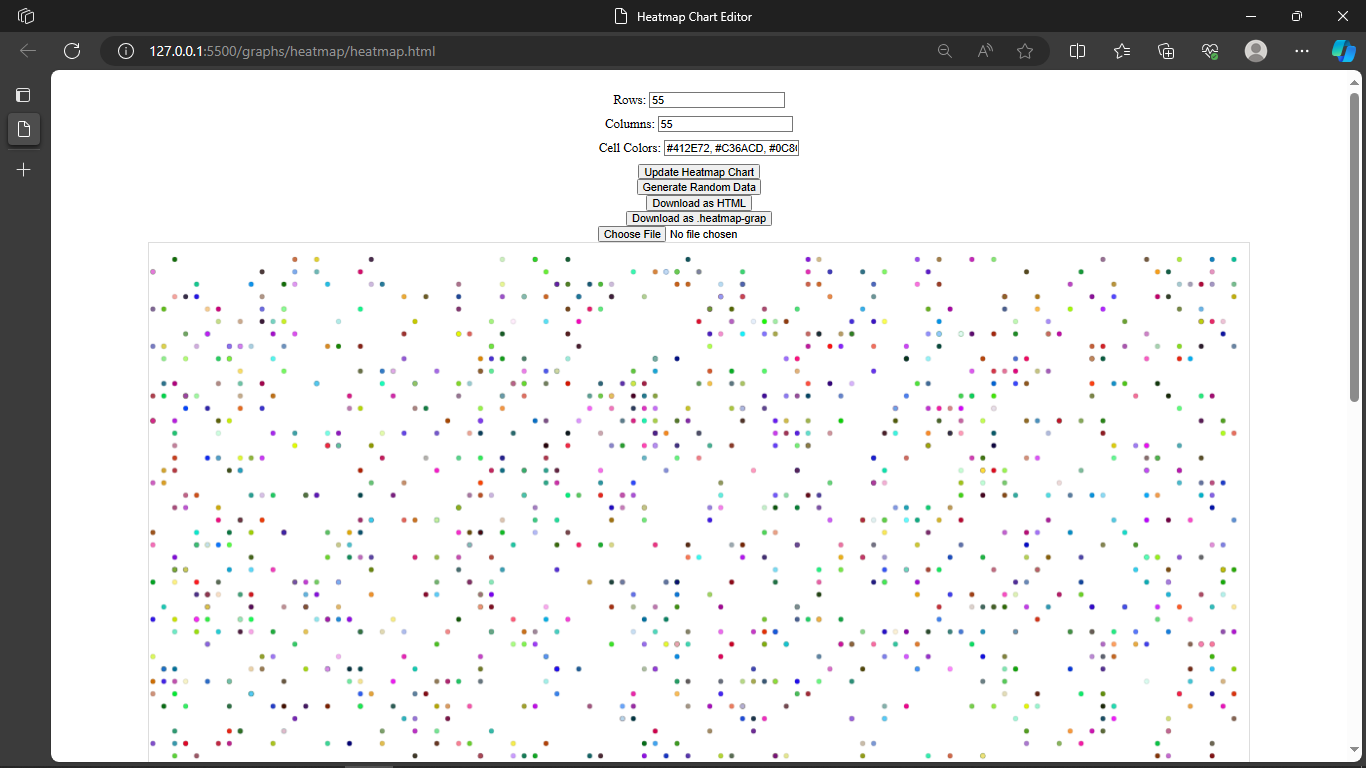 Heatmap Chart Editor
127.0.0.1:5500/graphs/heatmap/heatmap.html
Rows: 55
Columns: 55
Cell Colors: #412E72, #C36ACD, #0C8
Update Heatmap Chart
Generate Random Data
Download as HTML
Download as .heatmap-grap
Choose File No file chosen